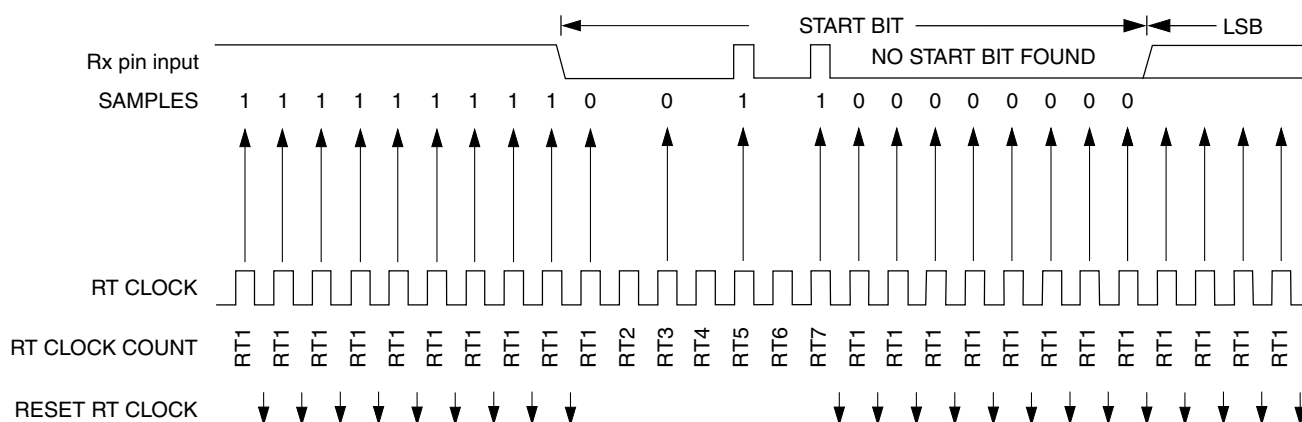 START BIT LSB
Rx pin input NO START BIT FOUND
SAMPLES 1 1 1 1 1 1 1 1 1 0 0 1 1 0 0 0 0 0 0 0 0
RT CLOCK
RT CLOCK COUNT RT1 RT1 RT1 RT1 RT1 RT1 RT1 RT1 RT1 RT1 RT2 RT3 RT4 RT5 RT6 RT7 RT1 RT1 RT1 RT1 RT1 RT1 RT1 RT1 RT1 RT1 RT1 RT1
RESET RT CLOCK